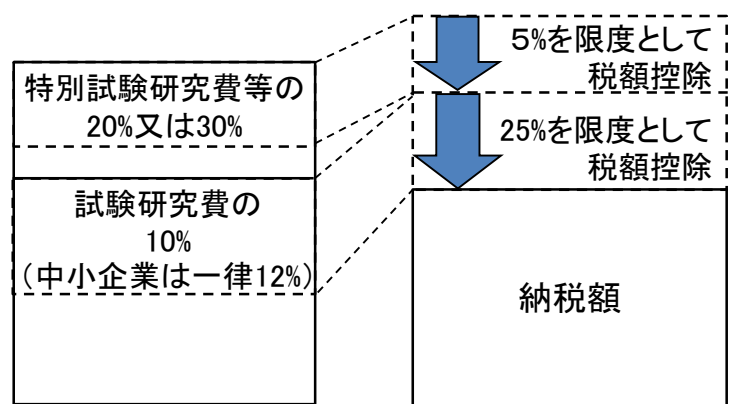 特別試験研究費等の
20%又は30%
試験研究費の
10%
（中小企業は一律12%）
5%を限度として
税額控除
25%を限度として
税額控除
納税額